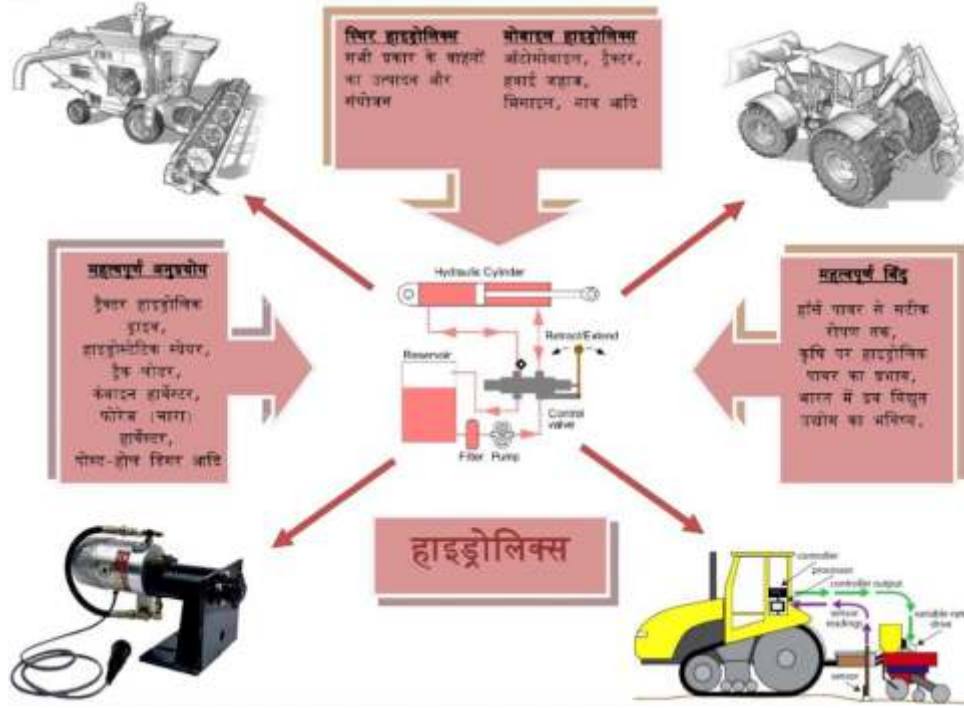 स्थिर हाइड्रोलिक्स
सभी प्रकार के वाहनों
का उत्पादन और
संयोजन
मोबाइल हाइड्रोलिक्स
ऑटोमोबाइल, ट्रैक्टर,
हवाई जहाज,
मिसाइल, नाव आदि
महत्वपूर्ण अनुप्रयोग
ट्रैक्टर हाइड्रोलिक
ड्राइव,
हाइड्रोस्टेटिक स्प्रेयर,
ट्रैक लोडर,
कंबाइन हार्वेस्टर,
फोरेज (चारा)
हार्वेस्टर,
पोस्ट-होल डिगर आदि
Hydraulic Cylinder
Retract/Extend
Reservoir
Control
valve
Filter Pump
महत्वपूर्ण बिंदु
हॉर्स पावर से सटीक
रोपण तक,
कृषि पर हाइड्रोलिक
पावर का प्रभाव,
भारत में द्रव विद्युत
उद्योग का भविष्य.
हाइड्रोलिक्स
controller
processor
controller output
sensor
readings
variable-rate
drive
sensor